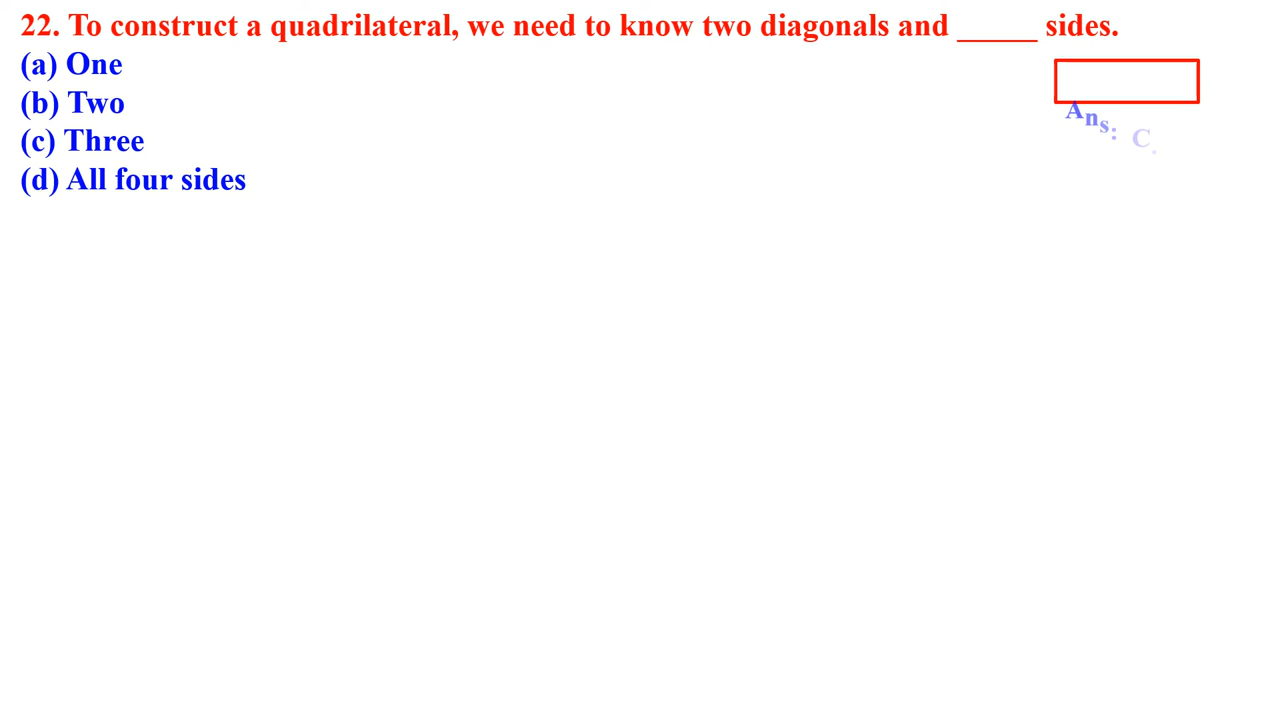 22. To construct a quadrilateral, we need to know two diagonals and _____ sides.
(a) One
(b) Two
(c) Three
(d) All four sides
Ans: C.